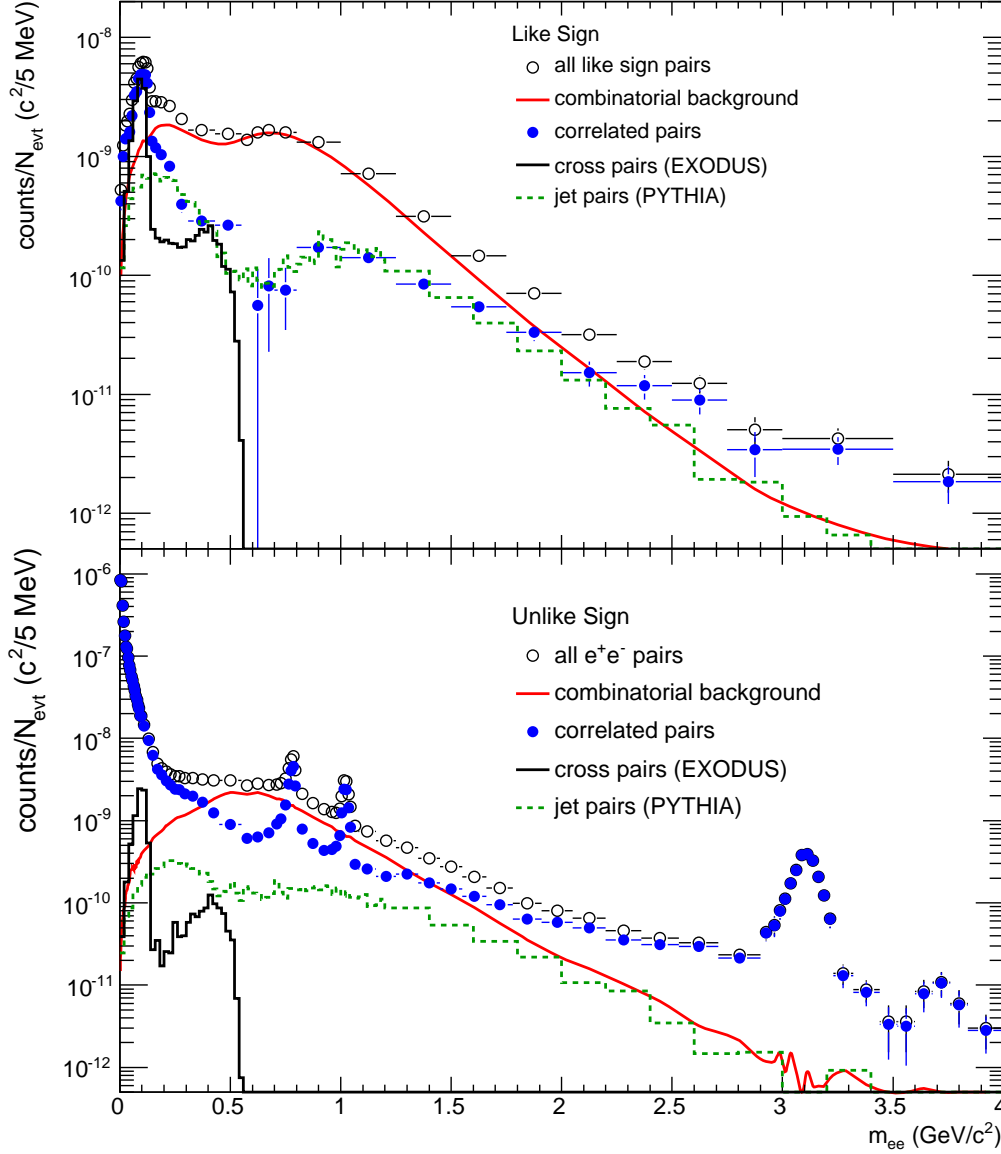 counts/N_evt (c²/5 MeV)
10⁻⁸
10⁻⁹
10⁻¹⁰
10⁻¹¹
10⁻¹²
Like Sign
all like sign pairs
combinatorial background
correlated pairs
cross pairs (EXODUS)
jet pairs (PYTHIA)
counts/N_evt (c²/5 MeV)
10⁻⁶
10⁻⁷
10⁻⁸
10⁻⁹
10⁻¹⁰
10⁻¹¹
10⁻¹²
Unlike Sign
all e⁺e⁻ pairs
combinatorial background
correlated pairs
cross pairs (EXODUS)
jet pairs (PYTHIA)
0 0.5 1 1.5 2 2.5 3 3.5 4
m_ee (GeV/c²)